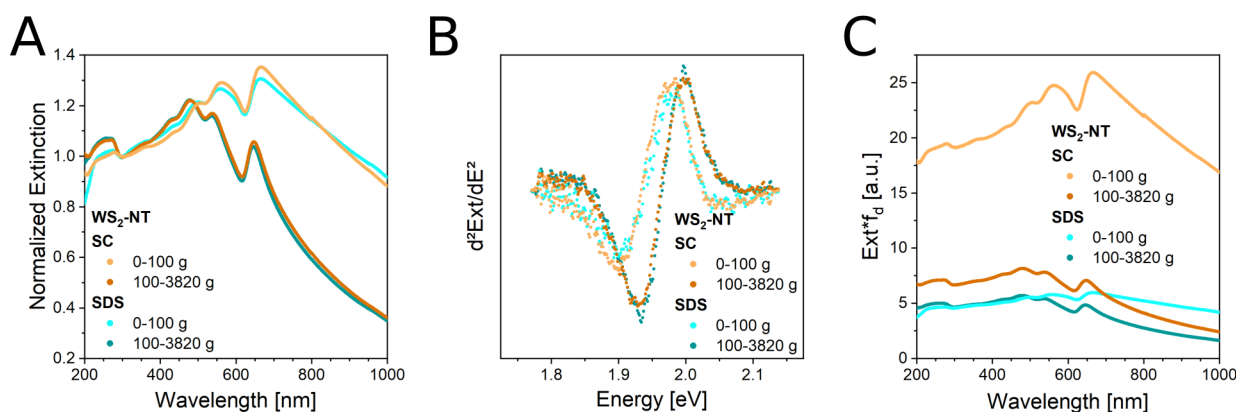 A
Normalized Extinction
1.4
1.2
1.0
0.8
0.6
0.4
0.2
WS₂-NT
SC
0-100 g
100-3820 g
SDS
0-100 g
100-3820 g
200 400 600 800 1000
Wavelength [nm]
B
d²Ext/dE²
WS₂-NT
SC
0-100 g
100-3820 g
SDS
0-100 g
100-3820 g
1.8 1.9 2.0 2.1
Energy [eV]
C
Ext*f_d [a.u.]
25
20
15
10
5
0
WS₂-NT
SC
0-100 g
100-3820 g
SDS
0-100 g
100-3820 g
200 400 600 800 1000
Wavelength [nm]